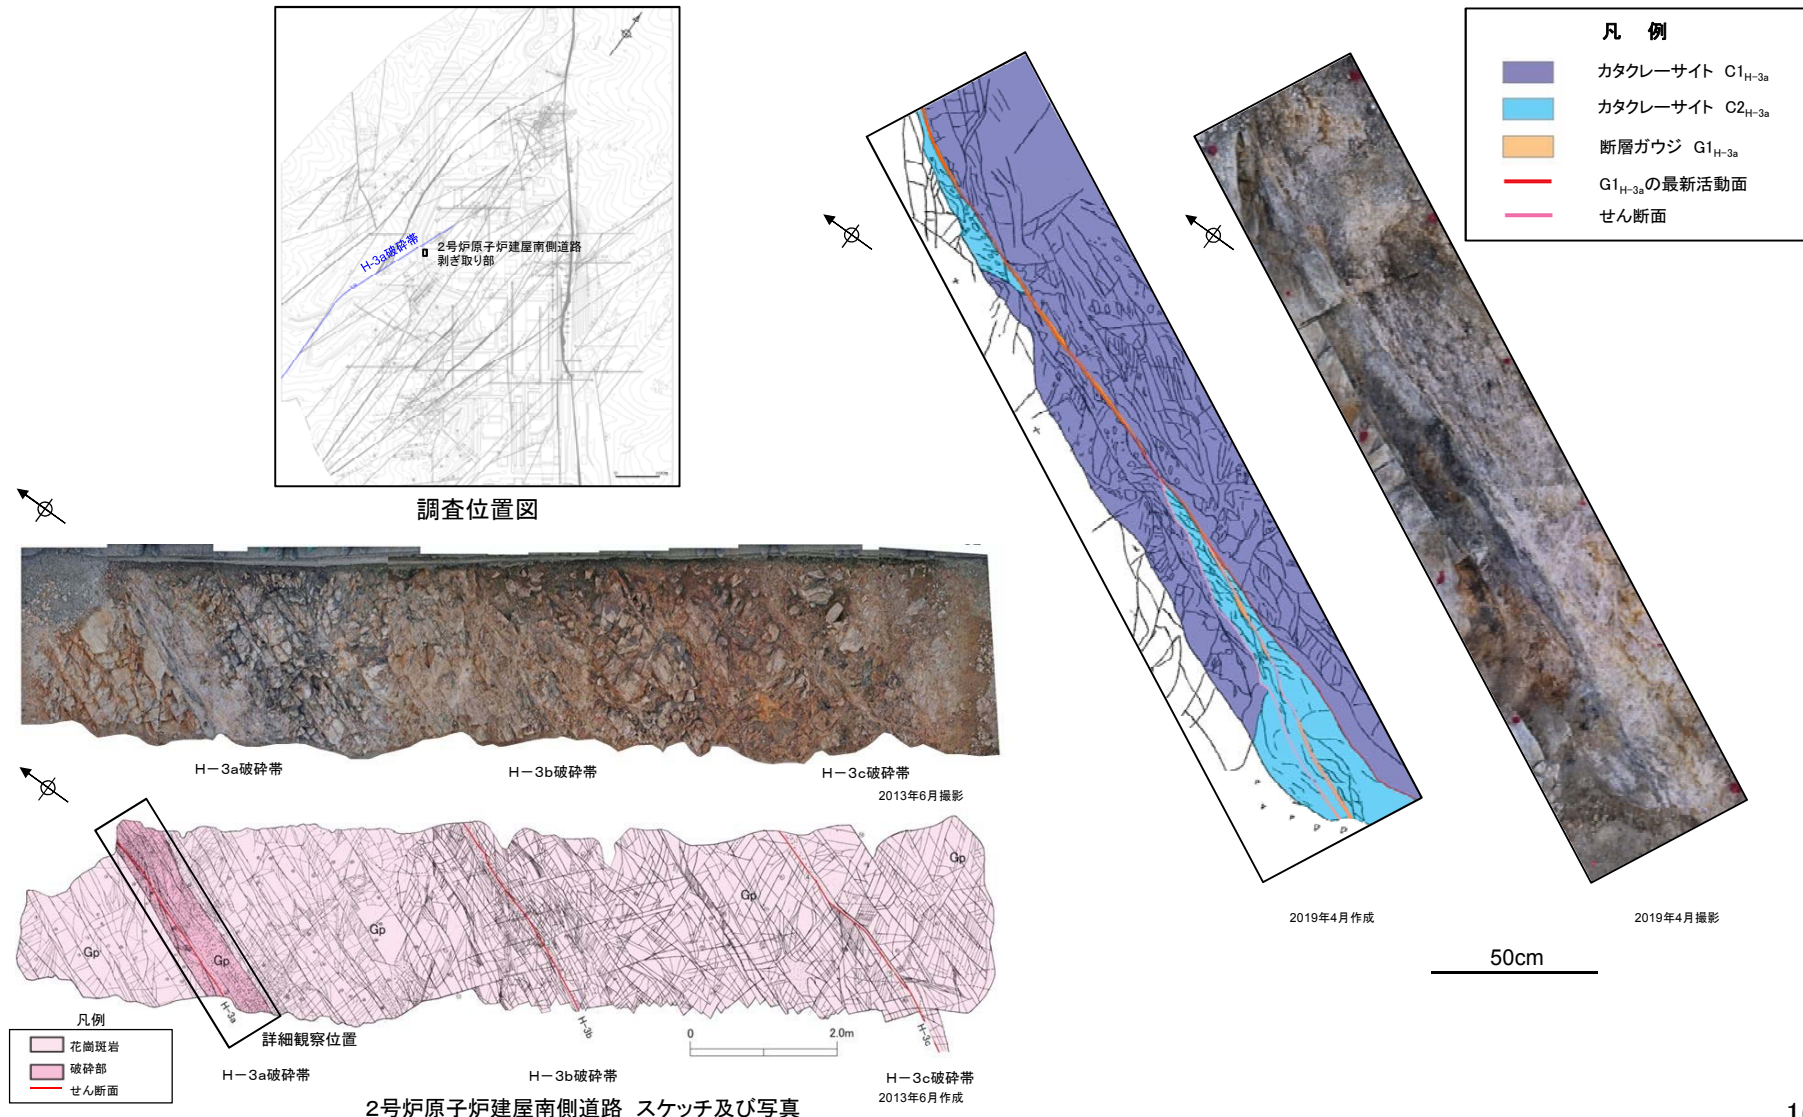 H-3a破砕帯
2号炉原子炉建屋南側道路
剥ぎ取り部
調査位置図
凡 例
カタクレーサイト C1H-3a
カタクレーサイト C2H-3a
断層ガウジ G1H-3a
G1H-3aの最新活動面
せん断面
H-3a破砕帯
H-3b破砕帯
H-3c破砕帯
2013年6月撮影
Gp
Gp
Gp
Gp
Gp
H-3a
H-3b
H-3c
詳細観察位置
0
2.0m
凡例
花崗斑岩
破砕部
せん断面
H-3a破砕帯
H-3b破砕帯
H-3c破砕帯
2013年6月作成
2号炉原子炉建屋南側道路 スケッチ及び写真
2019年4月作成
2019年4月撮影
50cm